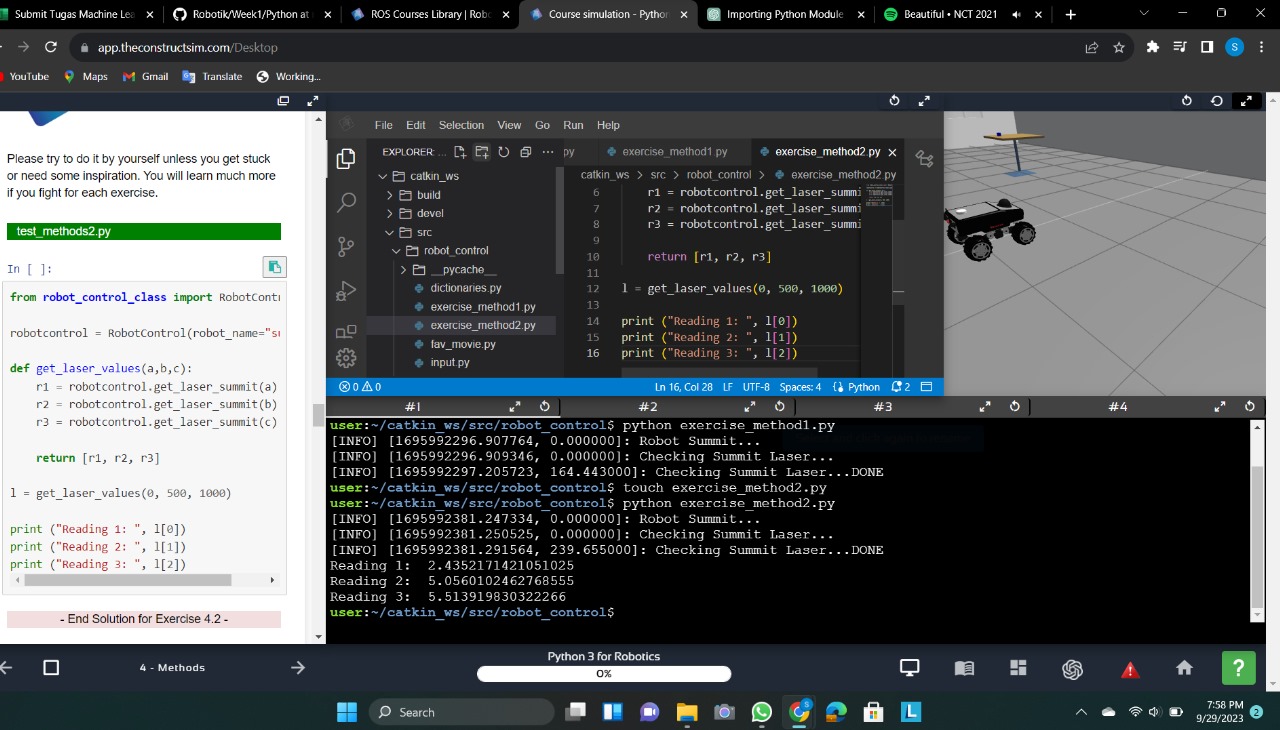 Submit Tugas Machine Lea
Robotik/Week1/Python at
ROS Courses Library | Rob
Course simulation - Python
Importing Python Module
Beautiful • NCT 2021
app.theconstructsim.com/Desktop
S
YouTube
Maps
Gmail
Translate
Working...
Please try to do it by yourself unless you get stuck
or need some inspiration. You will learn much more
if you fight for each exercise.
test_methods2.py
In [ ]:
from robot_control_class import RobotContr
robotcontrol = RobotControl(robot_name="su
def get_laser_values(a,b,c):
r1 = robotcontrol.get_laser_summit(a)
r2 = robotcontrol.get_laser_summit(b)
r3 = robotcontrol.get_laser_summit(c)
return [r1, r2, r3]
l = get_laser_values(0, 500, 1000)
print ("Reading 1: ", l[0])
print ("Reading 2: ", l[1])
print ("Reading 3: ", l[2])
- End Solution for Exercise 4.2 -
File Edit Selection View Go Run Help
EXPLORER: ...
catkin_ws
build
devel
src
robot_control
__pycache__
dictionaries.py
exercise_method1.py
exercise_method2.py
fav_movie.py
input.py
py
exercise_method1.py
exercise_method2.py
catkin_ws > src > robot_control > exercise_method2.py
6 r1 = robotcontrol.get_laser_summi
7 r2 = robotcontrol.get_laser_summi
8 r3 = robotcontrol.get_laser_summi
9
10 return [r1, r2, r3]
11
12 l = get_laser_values(0, 500, 1000)
13
14 print ("Reading 1: ", l[0])
15 print ("Reading 2: ", l[1])
16 print ("Reading 3: ", l[2])
0 0 Ln 16, Col 28 LF UTF-8 Spaces: 4 Python 2
#1 #2 #3 #4
user:~/catkin_ws/src/robot_control$ python exercise_method1.py
[INFO] [1695992296.907764, 0.000000]: Robot Summit...
[INFO] [1695992296.909346, 0.000000]: Checking Summit Laser...
[INFO] [1695992297.205723, 164.443000]: Checking Summit Laser...DONE
user:~/catkin_ws/src/robot_control$ touch exercise_method2.py
user:~/catkin_ws/src/robot_control$ python exercise_method2.py
[INFO] [1695992381.247334, 0.000000]: Robot Summit...
[INFO] [1695992381.250525, 0.000000]: Checking Summit Laser...
[INFO] [1695992381.291564, 239.655000]: Checking Summit Laser...DONE
Reading 1:  2.4352171421051025
Reading 2:  5.0560102462768555
Reading 3:  5.513919830322266
user:~/catkin_ws/src/robot_control$
4 - Methods
Python 3 for Robotics
0%
?
Search
7:58 PM
9/29/2023
2